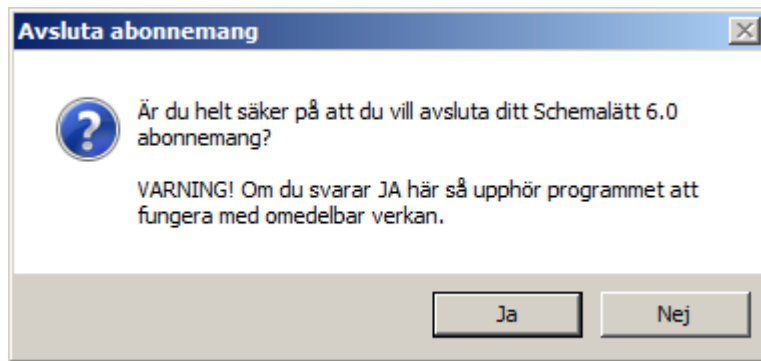 Avsluta abonnemang
Är du helt säker på att du vill avsluta ditt Schemalätt 6.0
abonnemang?
VARNING! Om du svarar JA här så upphör programmet att
fungera med omedelbar verkan.
Ja
Nej